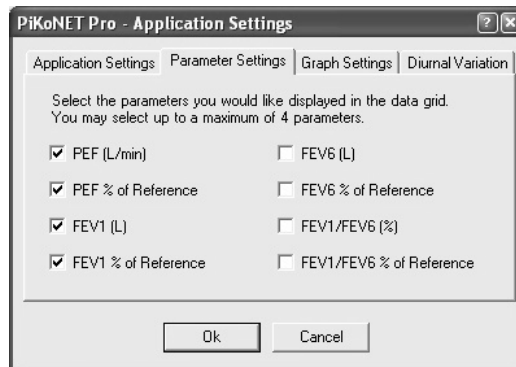 PiKoNET Pro - Application Settings
Application Settings Parameter Settings Graph Settings Diurnal Variation
Select the parameters you would like displayed in the data grid.
You may select up to a maximum of 4 parameters.
PEF (L/min) FEV6 (L)
PEF % of Reference FEV6 % of Reference
FEV1 (L) FEV1/FEV6 (%)
FEV1 % of Reference FEV1/FEV6 % of Reference
Ok Cancel